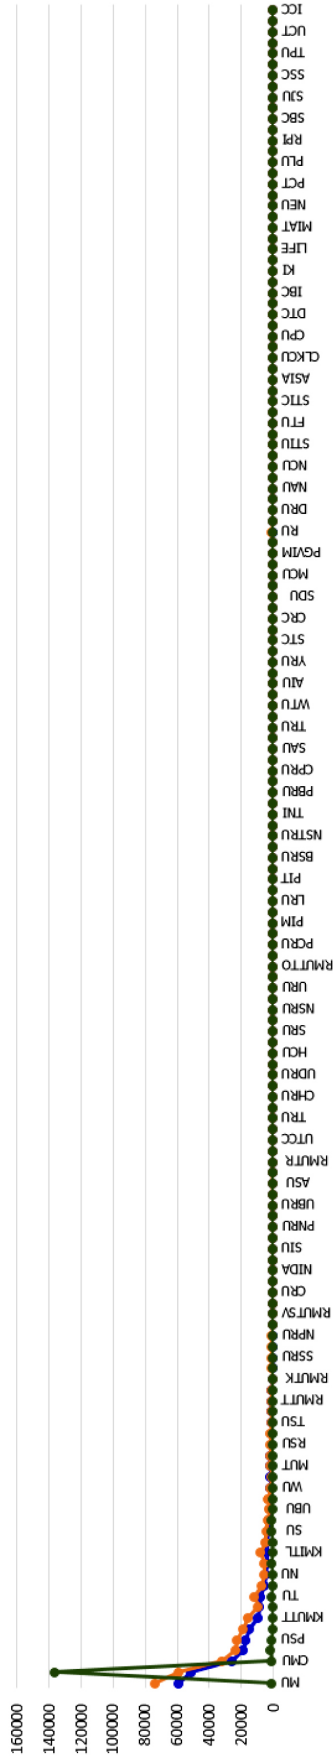 0
20000
40000
60000
80000
100000
120000
140000
160000
MU
CMU
PSU
KMUTT
TU
NU
KMITL
SU
UBU
WU
MUT
RSU
TSU
RMUTT
RMUTK
SSRU
NPRU
RMUTSV
CRU
NIDA
SIU
PNRU
UBRU
ASU
RMUTR
UTCC
TRU
CHRU
UDRU
HCU
SRU
NSRU
URU
RMUTTO
PCRU
PIM
LRU
PIT
BSRU
NSTRU
TNI
PBRU
CPRU
SAU
TRU
WTU
AIU
YRU
STC
CRC
SDU
MCU
PGVIM
RU
DRU
NAU
NCU
STIU
FTU
STIC
ASIA
CLKCU
CPU
DTC
IBC
KI
LIFE
MIAT
NEU
PCT
PLU
RPI
SBC
SJU
SSC
TPU
UCT
ICC